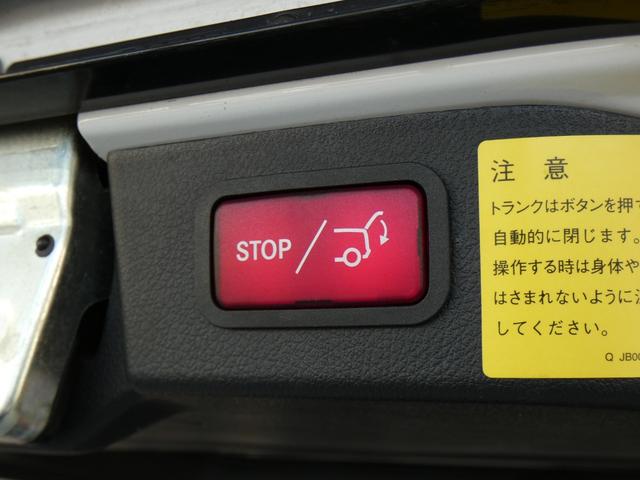 STOP/
注 意
トランクはボタンを押
自動的に閉じます。
操作する時は身体や
はさまれないように
してください。
Q JB00